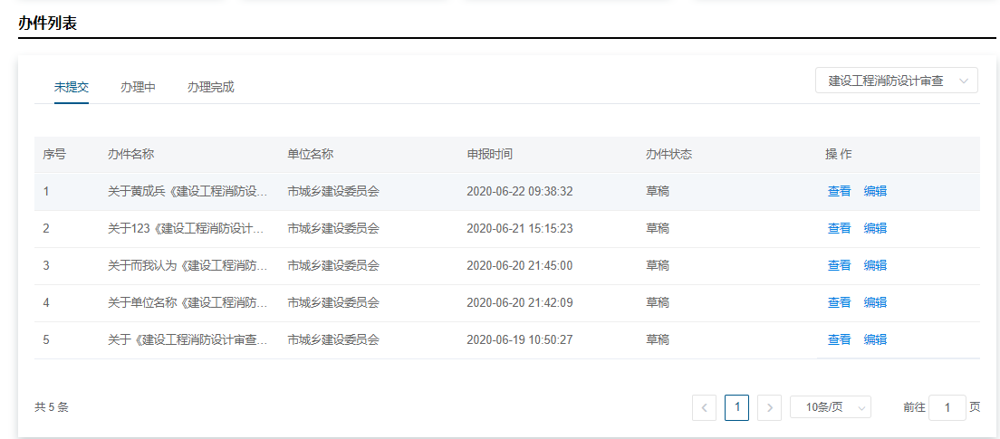 办件列表
未提交 办理中 办理完成 建设工程消防设计审查
序号 办件名称 单位名称 申报时间 办件状态 操 作
1 关于黄成兵《建设工程消防设... 市城乡建设委员会 2020-06-22 09:38:32 草稿 查看 编辑
2 关于123《建设工程消防设计... 市城乡建设委员会 2020-06-21 15:15:23 草稿 查看 编辑
3 关于而我认为《建设工程消防... 市城乡建设委员会 2020-06-20 21:45:00 草稿 查看 编辑
4 关于单位名称《建设工程消防... 市城乡建设委员会 2020-06-20 21:42:09 草稿 查看 编辑
5 关于《建设工程消防设计审查... 市城乡建设委员会 2020-06-19 10:50:27 草稿 查看 编辑
共 5 条 1 10条/页 前往 1 页